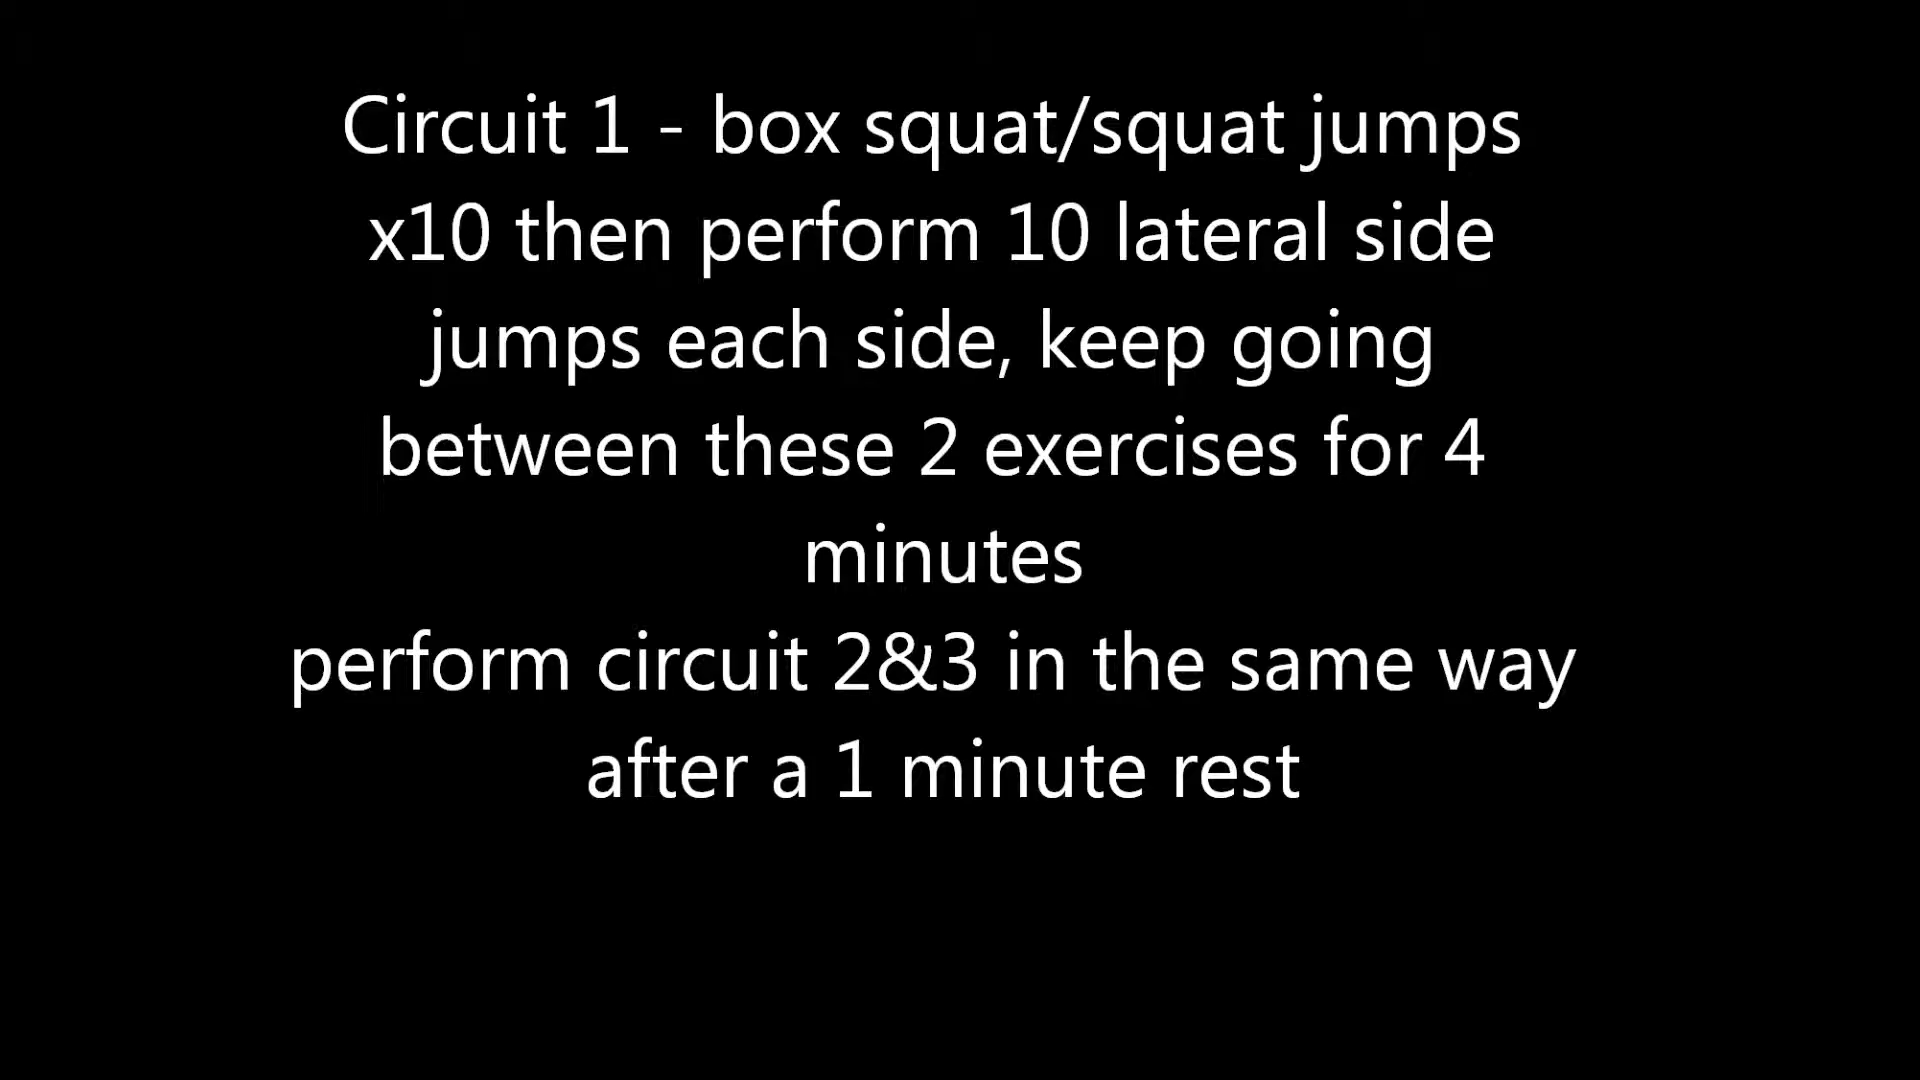 Circuit 1 - box squat/squat jumps
x10 then perform 10 lateral side
jumps each side, keep going
between these 2 exercises for 4
minutes
perform circuit 2&3 in the same way
after a 1 minute rest